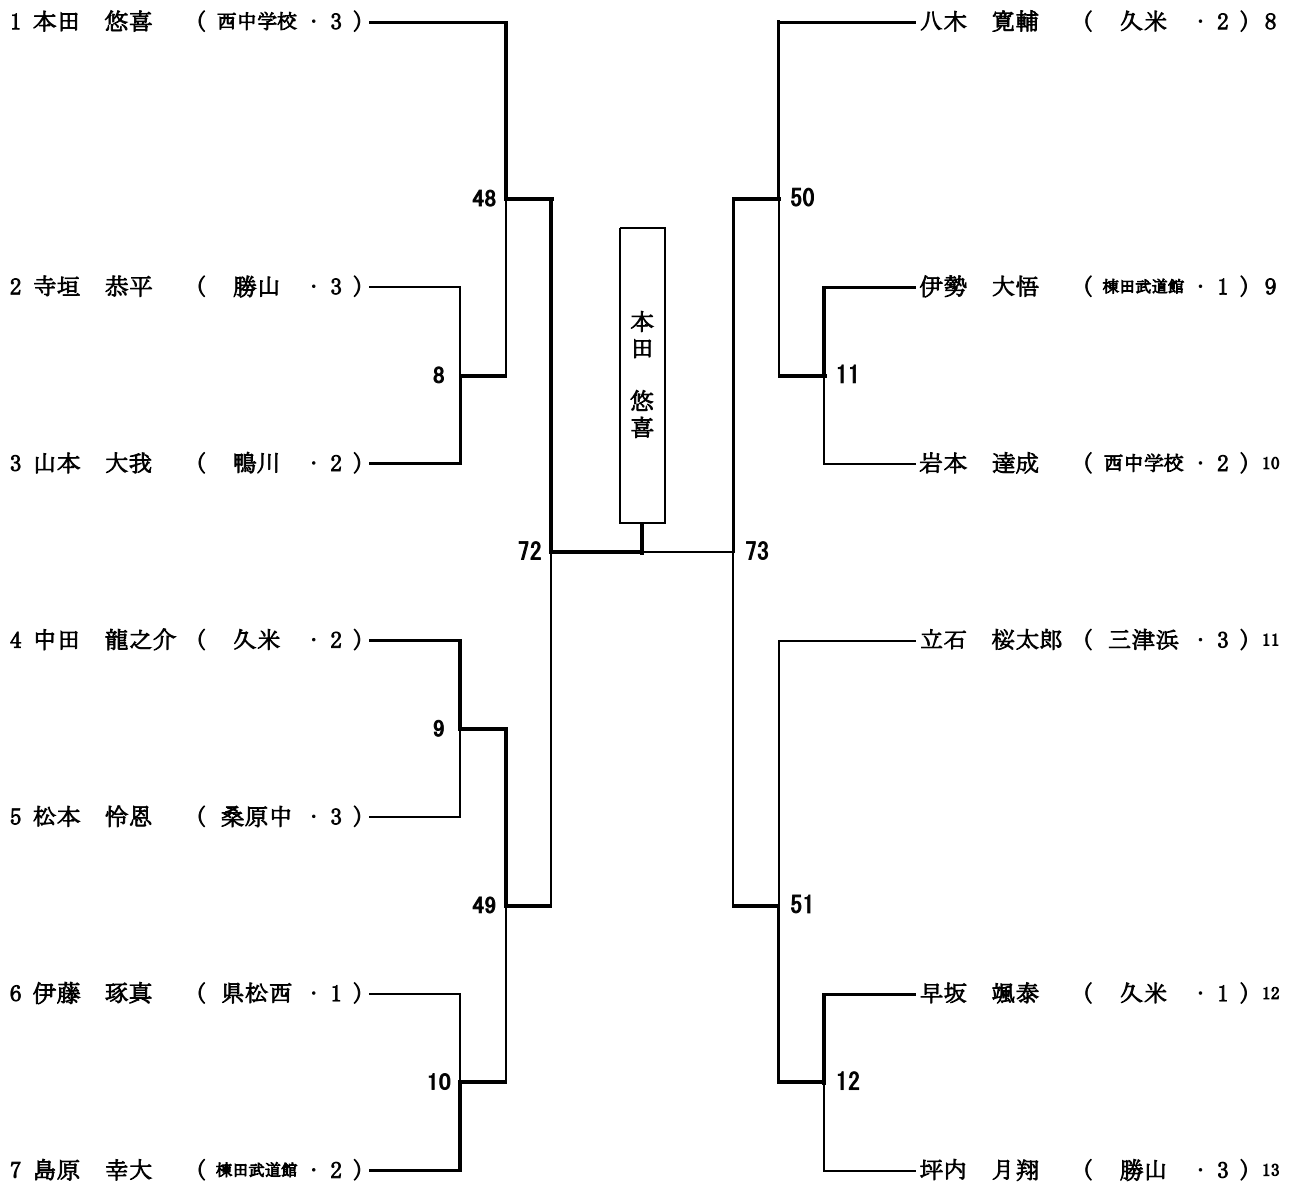 1 本田 悠喜 ( 西中学校 · 3 )
八木 寛輔 ( 久米 · 2 ) 8
48
50
2 寺垣 恭平 ( 勝山 · 3 )
伊勢 大悟 ( 棟田武道館 · 1 ) 9
本田 悠喜
8
11
3 山本 大我 ( 鴨川 · 2 )
岩本 達成 ( 西中学校 · 2 ) 10
72
73
4 中田 龍之介 ( 久米 · 2 )
立石 桜太郎 ( 三津浜 · 3 ) 11
9
5 松本 怜恩 ( 桑原中 · 3 )
49
51
6 伊藤 琢真 ( 県松西 · 1 )
早坂 颯泰 ( 久米 · 1 ) 12
10
12
7 島原 幸大 ( 棟田武道館 · 2 )
坪内 月翔 ( 勝山 · 3 ) 13